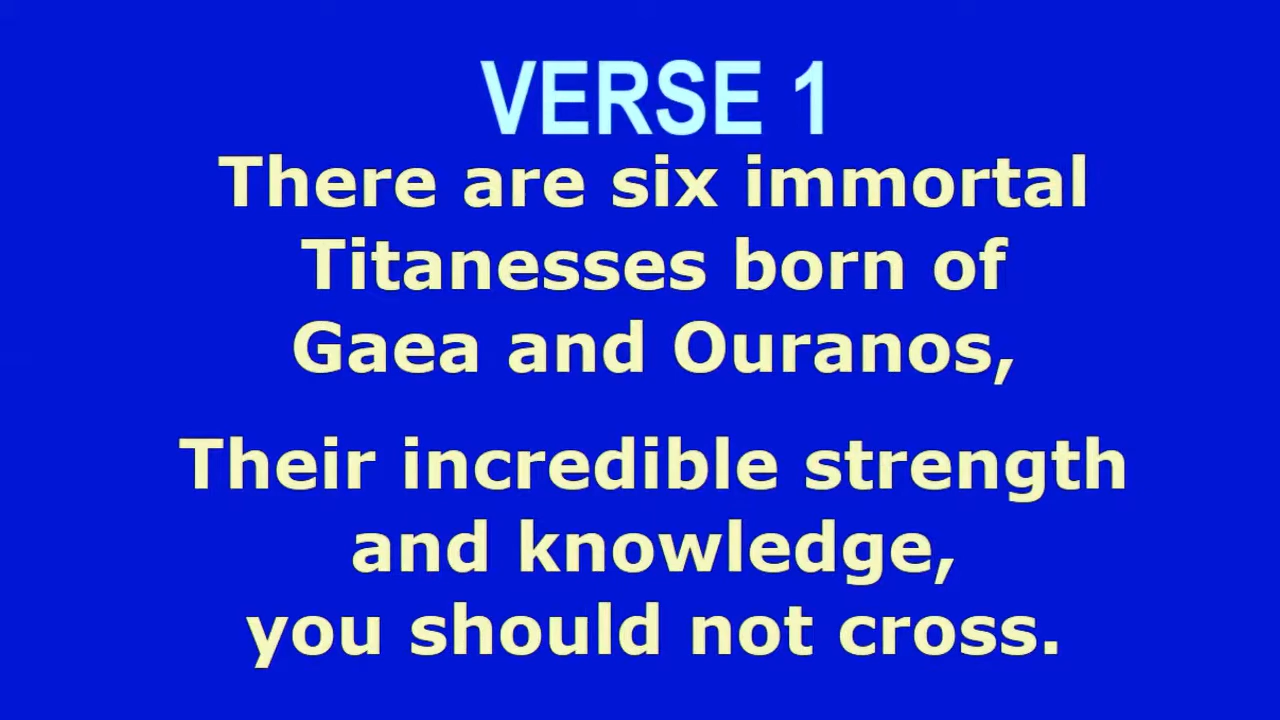 VERSE 1
There are six immortal
Titanesses born of
Gaea and Ouranos,
Their incredible strength
and knowledge,
you should not cross.